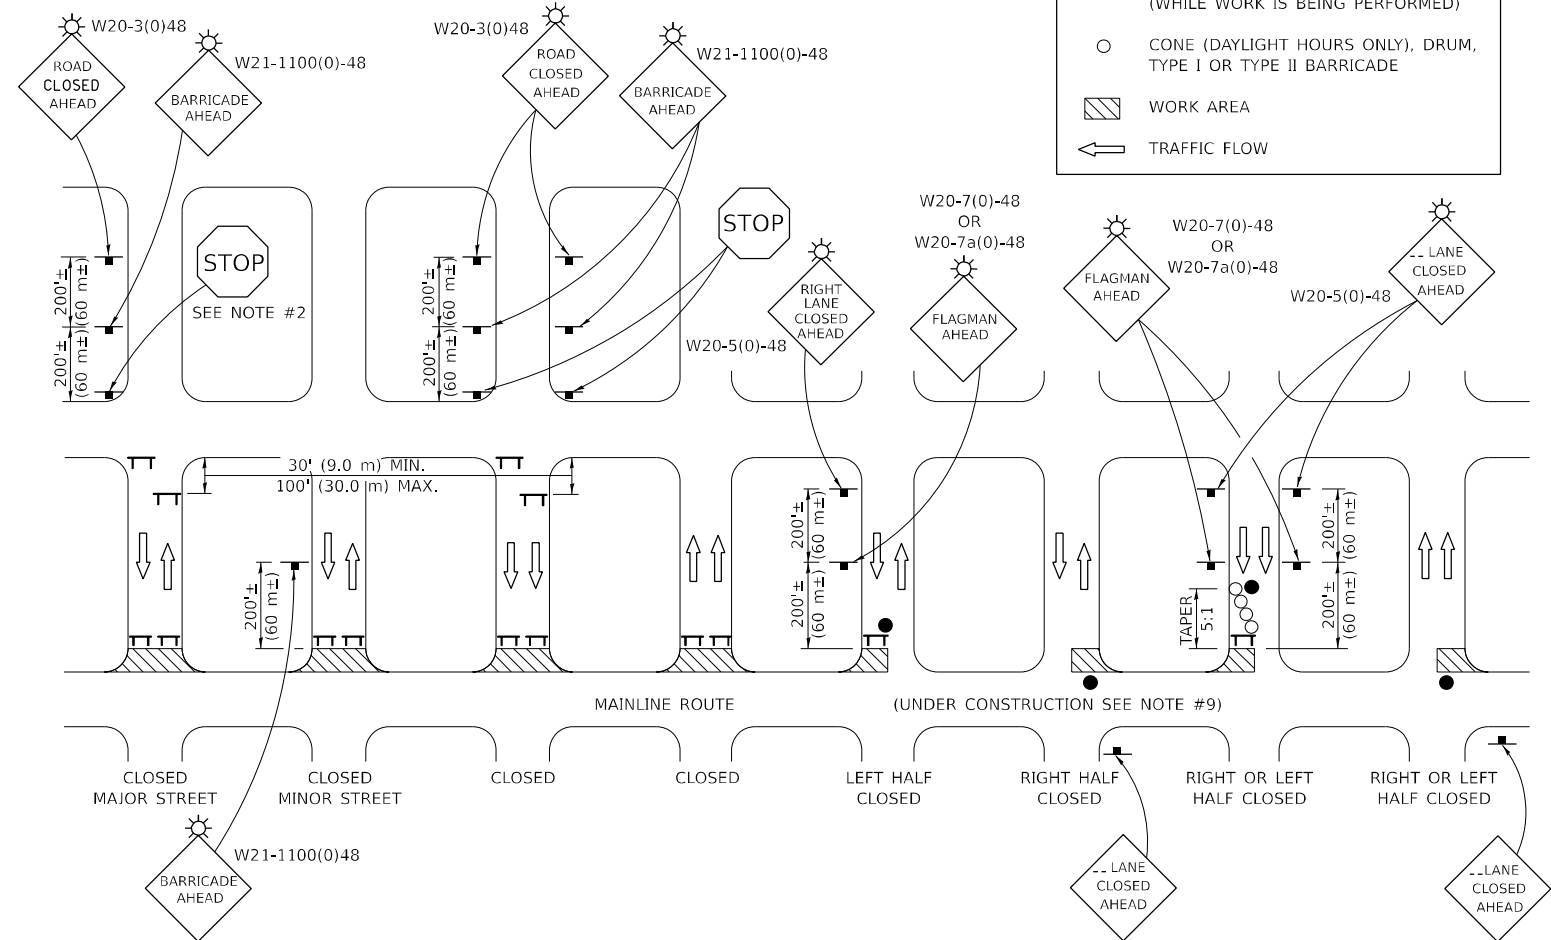 (WHILE WORK IS BEING PERFORMED)
CONE (DAYLIGHT HOURS ONLY), DRUM,
TYPE I OR TYPE II BARRICADE
WORK AREA
TRAFFIC FLOW
W20-3(0)48
ROAD
CLOSED
AHEAD
W21-1100(0)-48
BARRICADE
AHEAD
W20-3(0)48
ROAD
CLOSED
AHEAD
W21-1100(0)-48
BARRICADE
AHEAD
STOP
SEE NOTE #2
200'±
(60 m±)
200'±
(60 m±)
200'±
(60 m±)
200'±
(60 m±)
STOP
RIGHT
LANE
CLOSED
AHEAD
W20-5(0)-48
W20-7(0)-48
OR
W20-7a(0)-48
FLAGMAN
AHEAD
FLAGMAN
AHEAD
W20-7(0)-48
OR
W20-7a(0)-48
W20-5(0)-48
-- LANE
CLOSED
AHEAD
30' (9.0 m) MIN.
100' (30.0 m) MAX.
200'±
(60 m±)
200'±
(60 m±)
200'±
(60 m±)
TAPER
5:1
200'±
(60 m±)
200'±
(60 m±)
MAINLINE ROUTE
(UNDER CONSTRUCTION SEE NOTE #9)
CLOSED
MAJOR STREET
CLOSED
MINOR STREET
CLOSED
CLOSED
LEFT HALF
CLOSED
RIGHT HALF
CLOSED
RIGHT OR LEFT
HALF CLOSED
RIGHT OR LEFT
HALF CLOSED
W21-1100(0)48
BARRICADE
AHEAD
-- LANE
CLOSED
AHEAD
--LANE
CLOSED
AHEAD